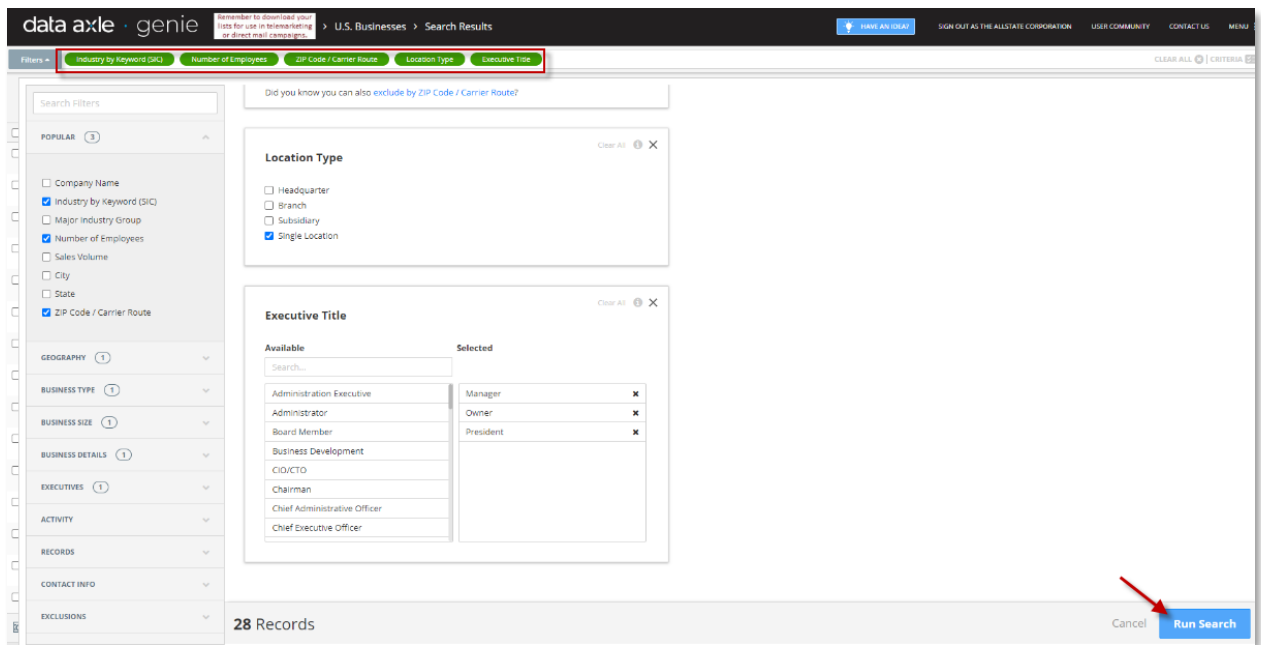 data axle · genie
Remember to download your
lists for use in telemarketing
or direct mail campaigns.
> U.S. Businesses > Search Results
HAVE AN IDEA?
SIGN OUT AS THE ALLSTATE CORPORATION
USER COMMUNITY
CONTACT US
MENU
Filters
Industry by Keyword (SIC)
Number of Employees
ZIP Code / Carrier Route
Location Type
Executive Title
CLEAR ALL | CRITERIA
Search Filters
POPULAR 3
Company Name
Industry by Keyword (SIC)
Major Industry Group
Number of Employees
Sales Volume
City
State
ZIP Code / Carrier Route
GEOGRAPHY 1
BUSINESS TYPE 1
BUSINESS SIZE 1
BUSINESS DETAILS 1
EXECUTIVES 1
ACTIVITY
RECORDS
CONTACT INFO
EXCLUSIONS
Did you know you can also exclude by ZIP Code / Carrier Route?
Clear All
Location Type
Headquarter
Branch
Subsidiary
Single Location
Clear All
Executive Title
Available
Search...
Administration Executive
Administrator
Board Member
Business Development
CIO/CTO
Chairman
Chief Administrative Officer
Chief Executive Officer
Selected
Manager
Owner
President
28 Records
Cancel
Run Search